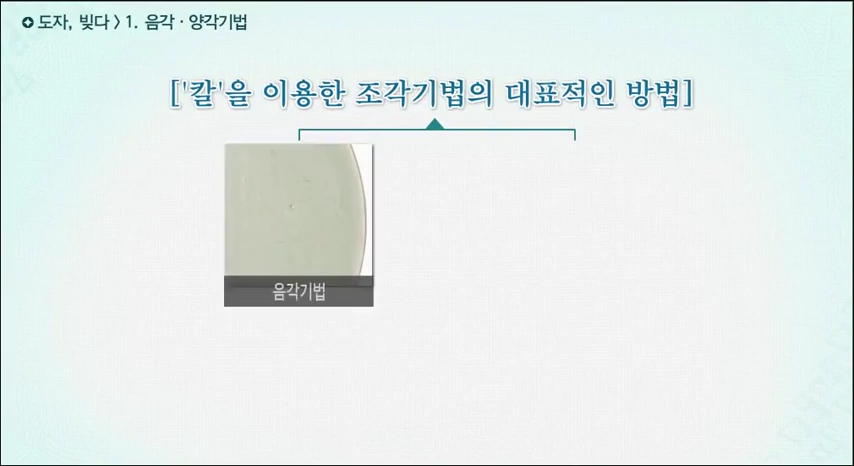 도자, 빚다 > 1. 음각 · 양각기법
['칼'을 이용한 조각기법의 대표적인 방법]
음각기법